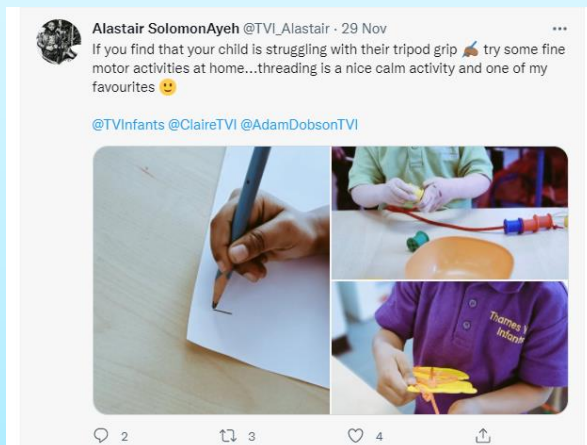 Alastair SolomonAyeh @TVI_Alastair · 29 Nov
If you find that your child is struggling with their tripod grip ✍🏾 try some fine
motor activities at home...threading is a nice calm activity and one of my
favourites 🙂
@TVInfants @ClaireTVI @AdamDobsonTVI
Thames
Infants
2 3 4